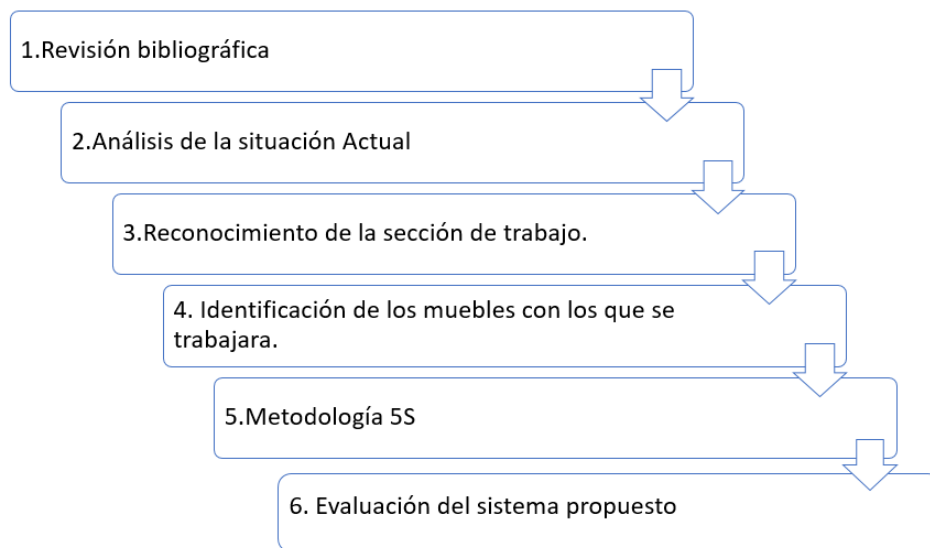 1.Revisión bibliográfica
2.Análisis de la situación Actual
3.Reconocimiento de la sección de trabajo.
4. Identificación de los muebles con los que se
trabajara.
5.Metodología 5S
6. Evaluación del sistema propuesto